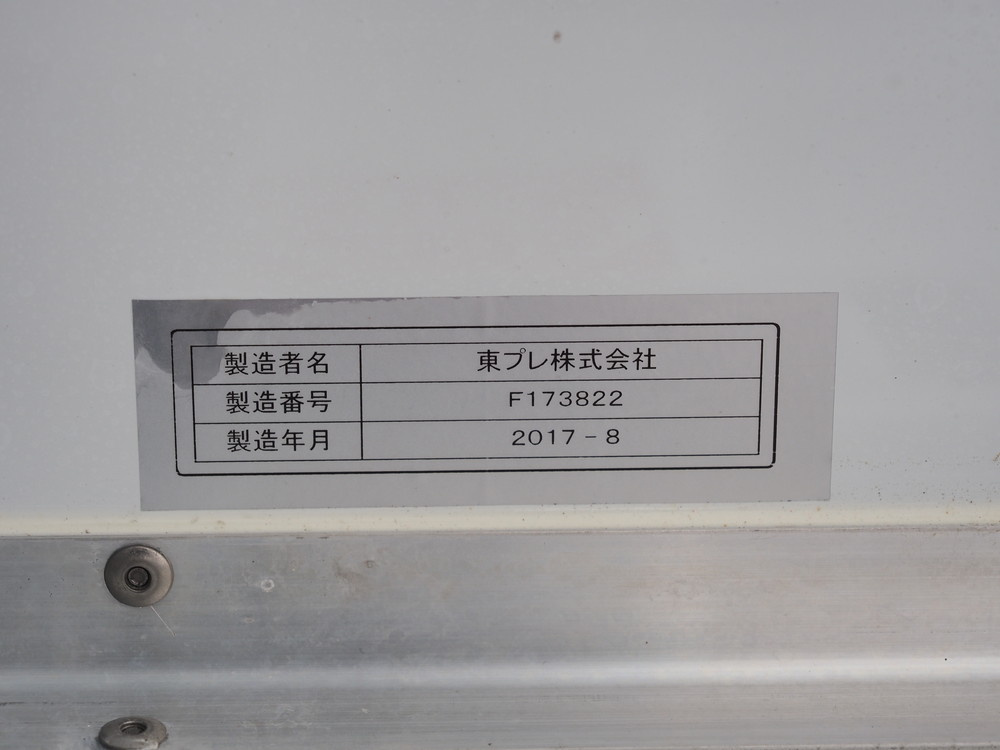 製造者名 東プレ株式会社
製造番号 F173822
製造年月 2017-8